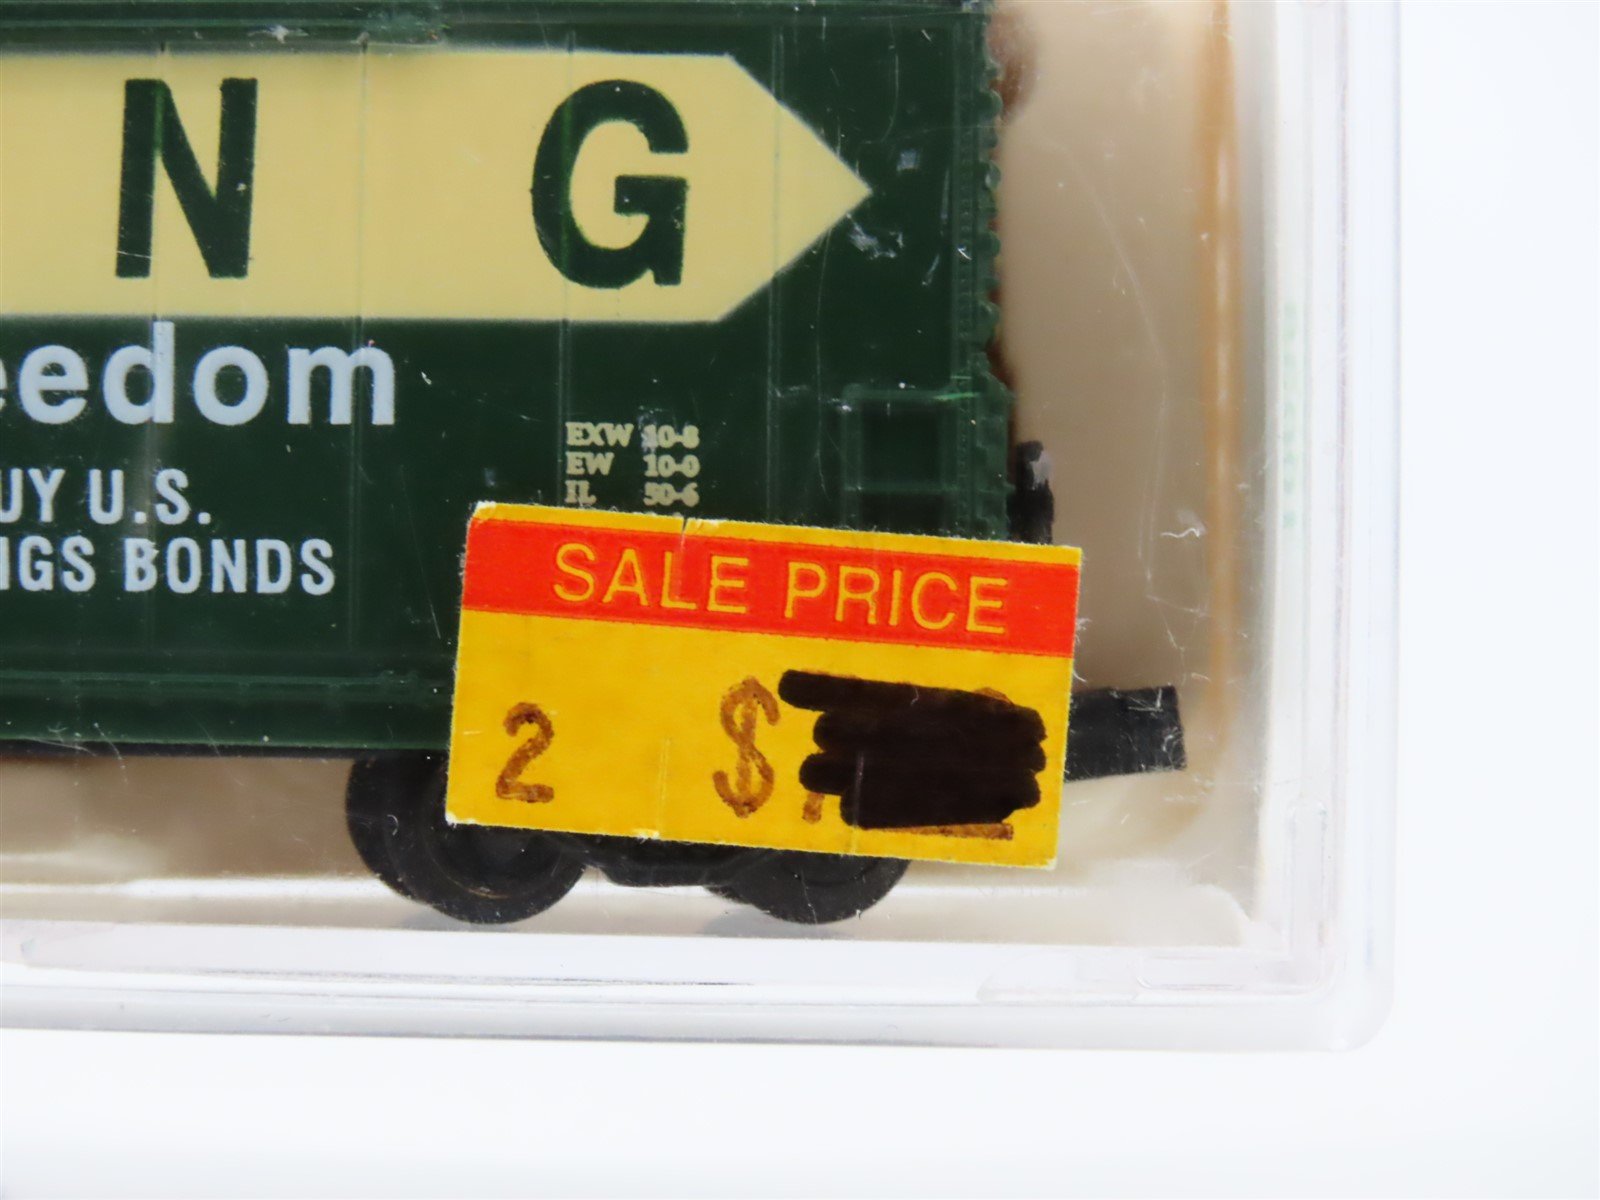 N G
eedom
UY U.S.
NGS BONDS
EXW 10-8
EW 10-0
IL 50-6
SALE PRICE
2 $